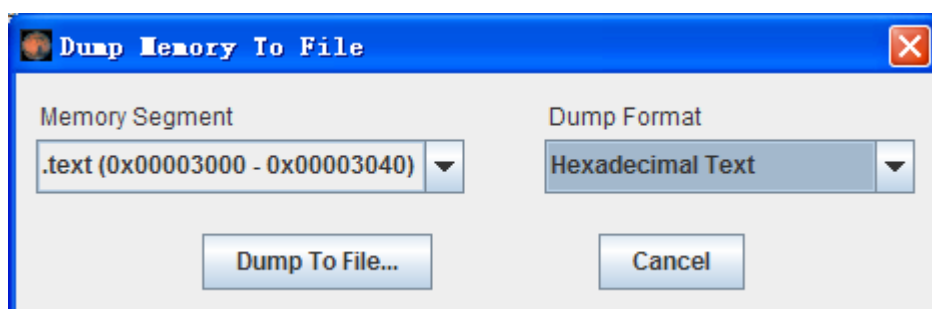 Dump Memory To File
Memory Segment
Dump Format
.text (0x00003000 - 0x00003040)
Hexadecimal Text
Dump To File...
Cancel